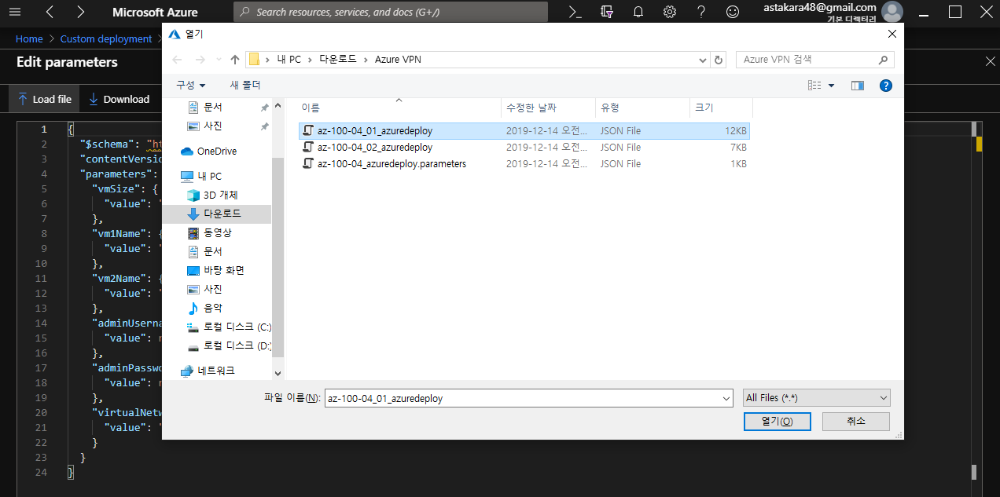 Microsoft Azure
Search resources, services, and docs (G+/)
astakara48@gmail.com
기본 디렉터리
Home > Custom deployment >
Edit parameters
Load file
Download
열기
내 PC > 다운로드 > Azure VPN
Azure VPN 검색
구성
새 폴더
문서
사진
OneDrive
내 PC
3D 개체
다운로드
동영상
문서
바탕 화면
사진
음악
로컬 디스크 (C:)
로컬 디스크 (D:)
네트워크
이름 수정한 날짜 유형 크기
az-100-04_01_azuredeploy 2019-12-14 오전... JSON File 12KB
az-100-04_02_azuredeploy 2019-12-14 오전... JSON File 7KB
az-100-04_azuredeploy.parameters 2019-12-14 오전... JSON File 1KB
파일 이름(N): az-100-04_01_azuredeploy
All Files (*.*)
열기(O)
취소
1 {
2 "$schema": "ht
3 "contentVersio
4 "parameters":
5 "vmSize": {
6 "value": "
7 },
8 "vm1Name": {
9 "value": "
10 },
11 "vm2Name": {
12 "value": "
13 },
14 "adminUserna
15 "value": n
16 },
17 "adminPasswo
18 "value": n
19 },
20 "virtualNetw
21 "value": "
22 }
23 }
24 }